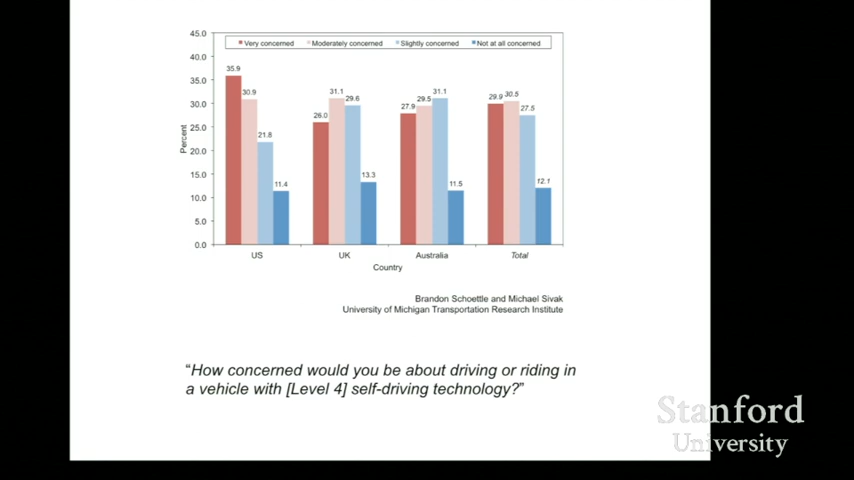 45.0
Very concerned Moderately concerned Slightly concerned Not at all concerned
40.0
35.0
30.0
25.0
20.0
15.0
10.0
5.0
0.0
Percent
35.9
30.9
21.8
11.4
26.0
31.1
29.6
13.3
27.9
29.5
31.1
11.5
29.9
30.5
27.5
12.1
US UK Australia Total
Country
Brandon Schoettle and Michael Sivak
University of Michigan Transportation Research Institute
“How concerned would you be about driving or riding in
a vehicle with [Level 4] self-driving technology?”
Stanford
University